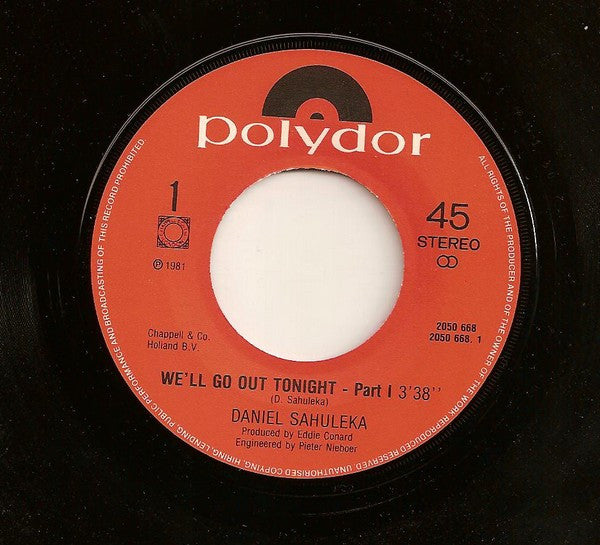 polydor
1
45
STEREO
℗ 1981
2050 668
2050 668. 1
Chappell & Co.
Holland B.V.
WE'LL GO OUT TONIGHT - Part I 3'38''
(D. Sahuleka)
DANIEL SAHULEKA
Produced by Eddie Conard
Engineered by Pieter Nieboer
ALL RIGHTS OF THE PRODUCER AND OF THE OWNER OF THE WORK REPRODUCED RESERVED UNAUTHORISED COPYING, HIRING, LENDING, PUBLIC PERFORMANCE AND BROADCASTING OF THIS RECORD PROHIBITED